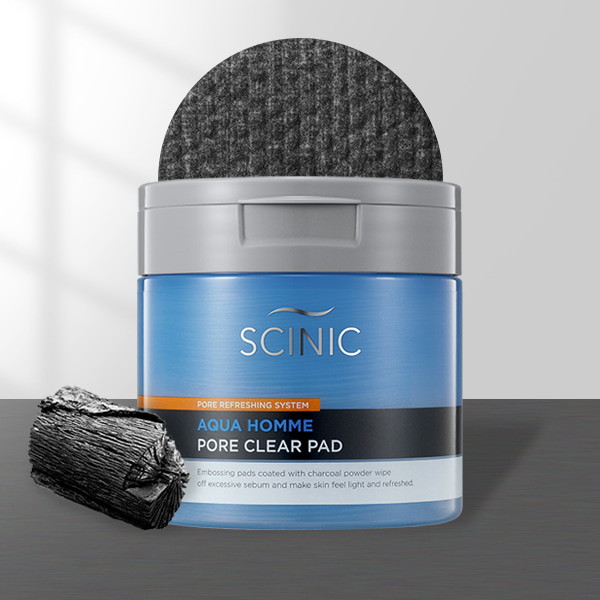 SCINIC
PORE REFRESHING SYSTEM
AQUA HOMME
PORE CLEAR PAD
Embossing pads coated with charcoal powder wipe
off excessive sebum and make skin feel light and refreshed.